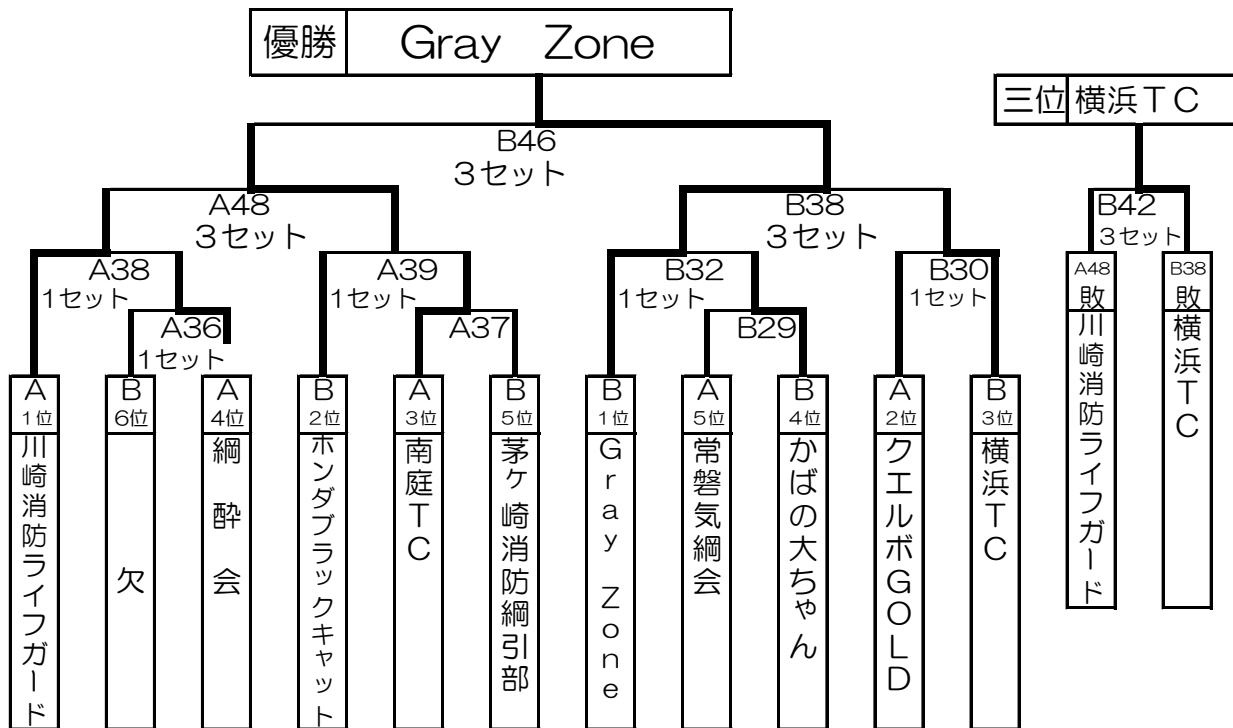 優勝 Gray Zone
三位 横浜TC
B46
3セット
A48
3セット
B38
3セット
B42
3セット
A38
1セット
A39
1セット
B32
1セット
B30
1セット
A36
1セット
A37
B29
A48
敗
川崎消防ライフガード
B38
敗
横浜TC
A
1位
川崎消防ライフガード
B
6位
欠
A
4位
綱酔会
B
2位
ホンダブラックキャット
A
3位
南庭TC
B
5位
茅ヶ崎消防綱引部
B
1位
Gray Zone
A
5位
常磐気綱会
B
4位
かばの大ちゃん
A
2位
クエルボGOLD
B
3位
横浜TC